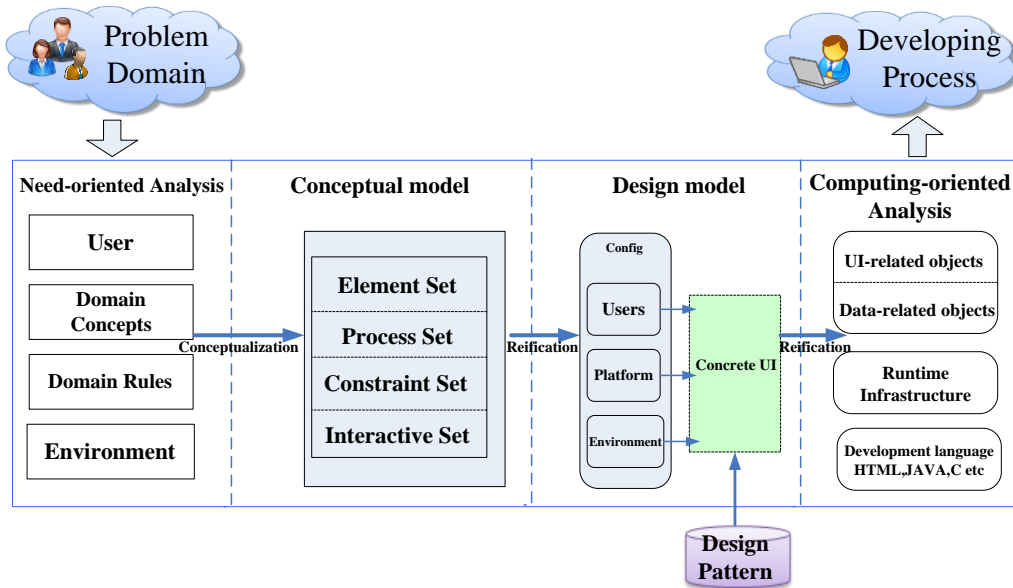 Problem
Domain
Developing
Process
Need-oriented Analysis
User
Domain
Concepts
Domain Rules
Environment
Conceptualization
Conceptual model
Element Set
Process Set
Constraint Set
Interactive Set
Reification
Design model
Config
Users
Platform
Environment
Concrete UI
Design
Pattern
Reification
Computing-oriented
Analysis
UI-related objects
Data-related objects
Runtime
Infrastructure
Development language
HTML,JAVA,C etc